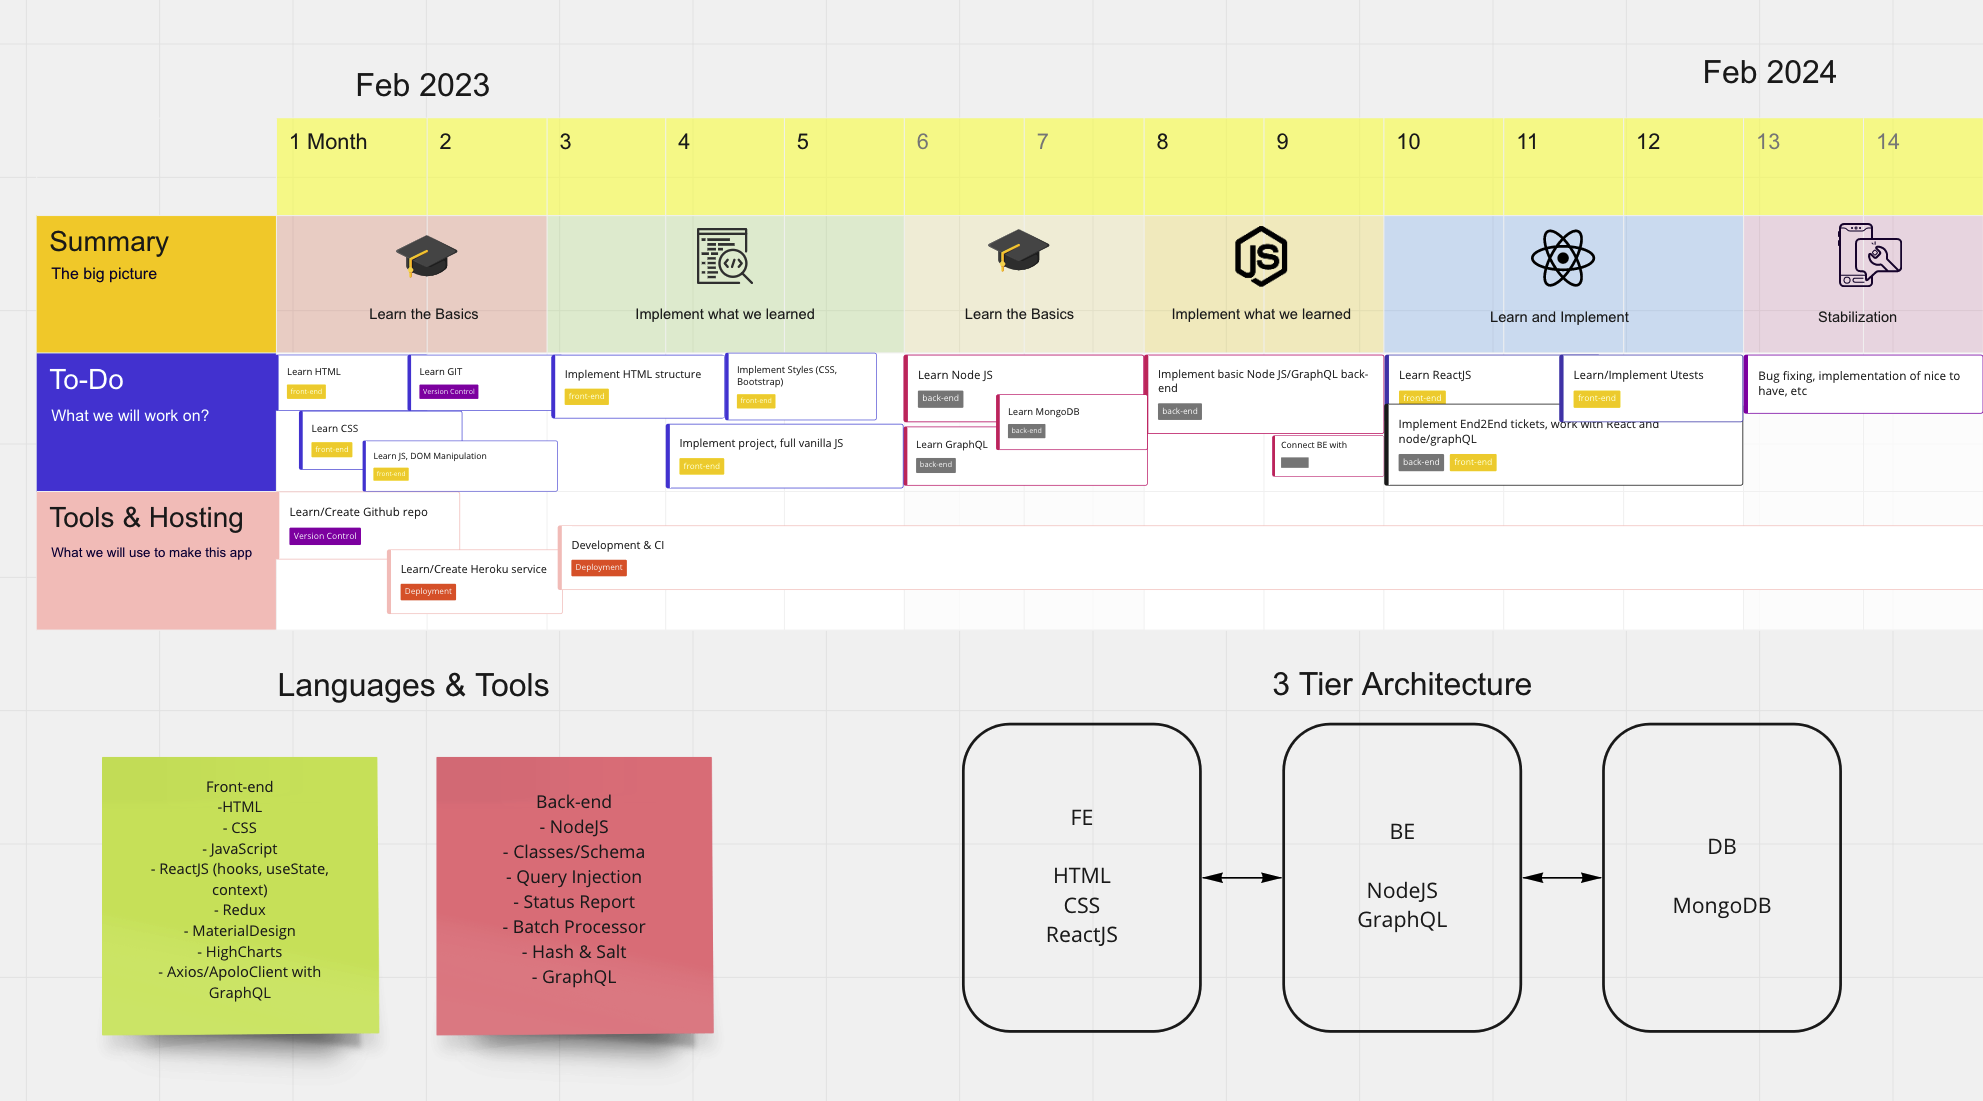 Feb 2023
Feb 2024
1 Month
2
3
4
5
6
7
8
9
10
11
12
13
14
Summary
The big picture
Learn the Basics
Implement what we learned
Learn the Basics
JS
Implement what we learned
Learn and Implement
Stabilization
To-Do
What we will work on?
Learn HTML
front-end
Learn GIT
Version Control
Learn CSS
front-end
Learn JS, DOM Manipulation
front-end
Implement HTML structure
front-end
Implement Styles (CSS,
Bootstrap)
front-end
Implement project, full vanilla JS
front-end
Learn Node JS
back-end
Learn MongoDB
back-end
Learn GraphQL
back-end
Implement basic Node JS/GraphQL back-
end
back-end
Connect BE with
Learn ReactJS
front-end
Learn/Implement Utests
front-end
Implement End2End tickets, work with React and
node/graphQL
back-end front-end
Bug fixing, implementation of nice to
have, etc
Tools & Hosting
What we will use to make this app
Learn/Create Github repo
Version Control
Learn/Create Heroku service
Deployment
Development & CI
Deployment
Languages & Tools
Front-end
-HTML
- CSS
- JavaScript
- ReactJS (hooks, useState,
context)
- Redux
- MaterialDesign
- HighCharts
- Axios/ApoloClient with
GraphQL
Back-end
- NodeJS
- Classes/Schema
- Query Injection
- Status Report
- Batch Processor
- Hash & Salt
- GraphQL
3 Tier Architecture
FE
HTML
CSS
ReactJS
BE
NodeJS
GraphQL
DB
MongoDB